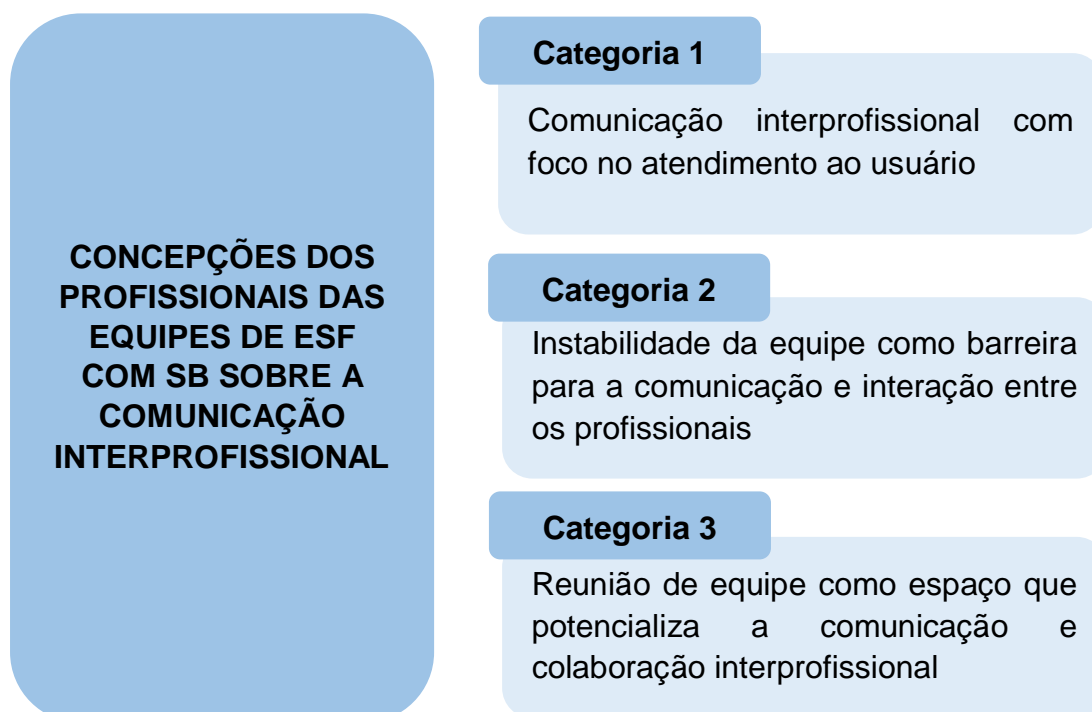 CONCEPÇÕES DOS
PROFISSIONAIS DAS
EQUIPES DE ESF
COM SB SOBRE A
COMUNICAÇÃO
INTERPROFISSIONAL
Categoria 1
Comunicação interprofissional com
foco no atendimento ao usuário
Categoria 2
Instabilidade da equipe como barreira
para a comunicação e interação entre
os profissionais
Categoria 3
Reunião de equipe como espaço que
potencializa a comunicação e
colaboração interprofissional